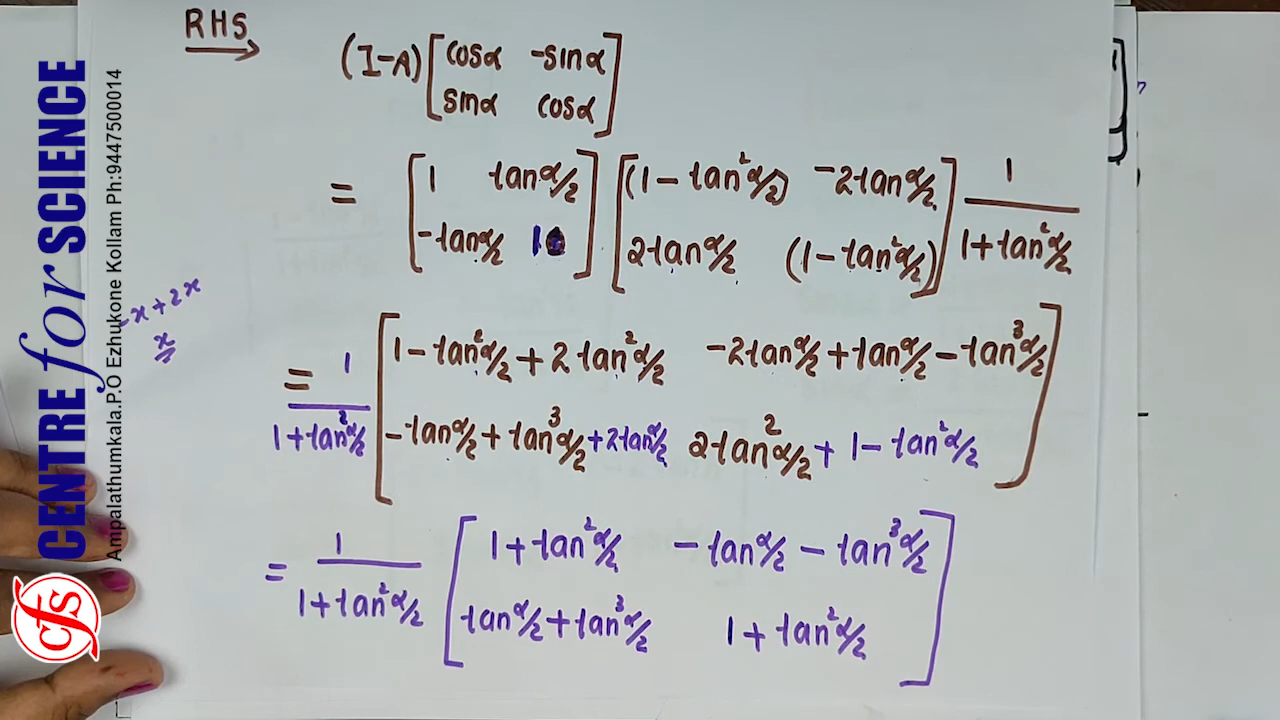 RHS
(I-A) [cosα -sinα
sinα cosα]
= [1 tanα/2
-tanα/2 1] [(1-tan²α/2) -2tanα/2
2tanα/2 (1-tan²α/2)] 1/(1+tan²α/2)
-x+2x
x
= 1/(1+tan²α/2) [1-tan²α/2+2tan²α/2 -2tanα/2+tanα/2-tan³α/2
-tanα/2+tan³α/2+2tanα/2 2tan²α/2+1-tan²α/2]
= 1/(1+tan²α/2) [1+tan²α/2 -tanα/2-tan³α/2
tanα/2+tan³α/2 1+tan²α/2]
CENTRE for SCIENCE
Ampalathumkala.P.O Ezhukone Kollam Ph:9447500014
cfs